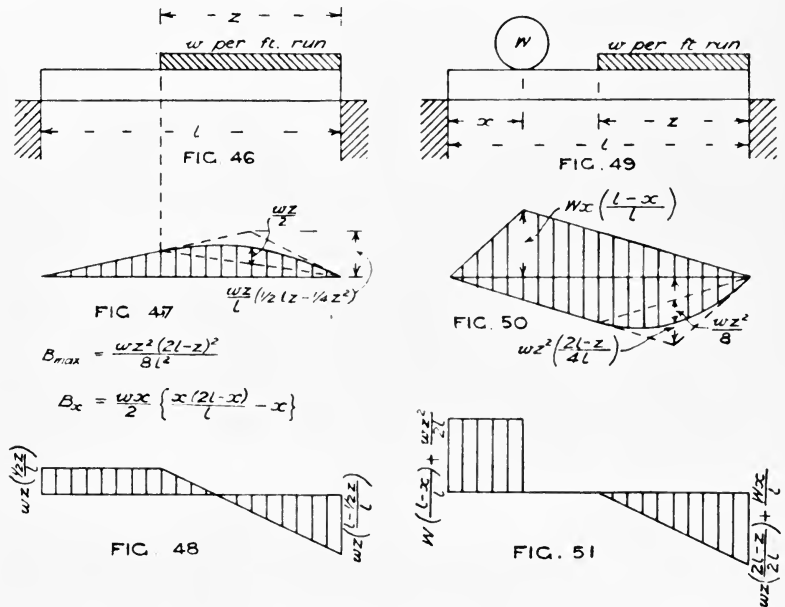 z
w per ft. run
l
FIG. 46
W
w per ft run
x
z
l
FIG. 49
wz/2
wz/l (1/2 lz - 1/4 z²)
FIG 47
B_max = wz²(2l-z)²/8l²
B_x = wx/2 { x(2l-x)/l - x}
Wx (l-x/l)
FIG. 50
wz² (2l-z/4l)
wz²/8
wz (1/2z/l)
wz (l-1/2z/l)
FIG. 48
W (l-x/l) + wz²/2l
wz (2l-z/2l) + Wx/l
FIG. 51